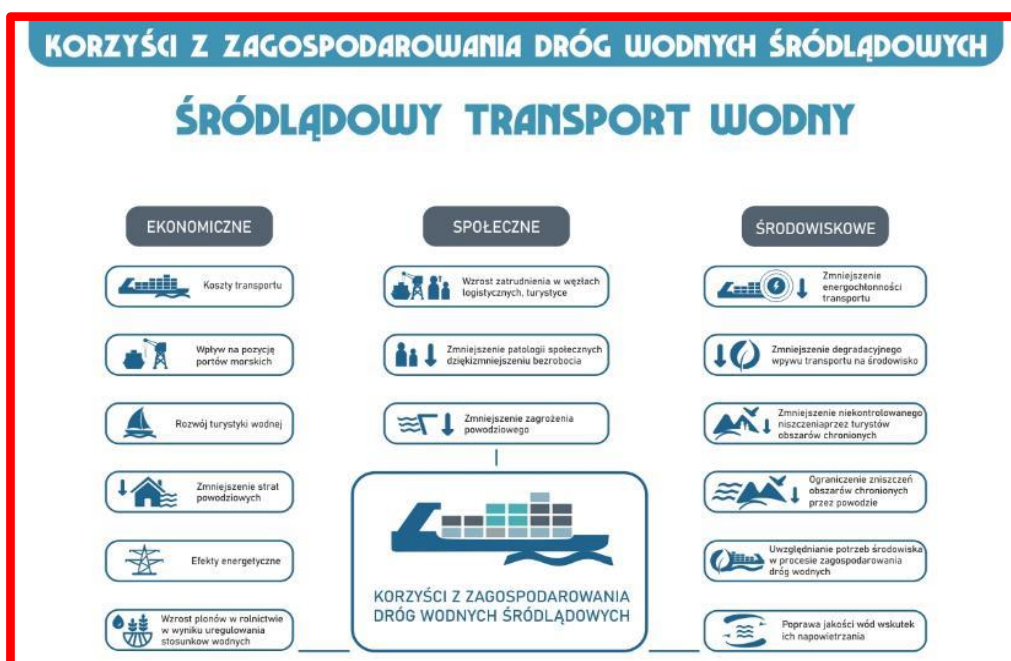 KORZYŚCI Z ZAGOSPODAROWANIA DRÓG WODNYCH ŚRÓDLĄDOWYCH
ŚRÓDLĄDOWY TRANSPORT WODNY
EKONOMICZNE
Koszty transportu
Wpływ na pozycję
portów morskich
Rozwój turystyki wodnej
Zmniejszenie strat
powodziowych
Efekty energetyczne
Wzrost plonów w rolnictwie
w wyniku uregulowania
stosunkow wodnych
SPOŁECZNE
Wzrost zatrudnienia w węzłach
logistycznych, turystyce
Zmniejszenie patologii społecznych
dziękizmniejszeniu bezrobocia
Zmniejszenie zagrożenia
powodziowego
KORZYŚCI Z ZAGOSPODAROWANIA
DRÓG WODNYCH ŚRÓDLĄDOWYCH
ŚRODOWISKOWE
Zmniejszenie
energochłonności
transportu
Zmniejszenie degradacyjnego
wpywu transportu na środowisko
Zmniejszenie niekontrolowanego
niszczeniaprzez turystów
obszarów chronionych
Ograniczenie zniszczeń
obszarów chronionych
przez powodzie
Uwzględnianie potrzeb środowiska
w procesie zagospodarowania
dróg wodnych
Poprawa jakości wód wskutek
ich napowietrzania